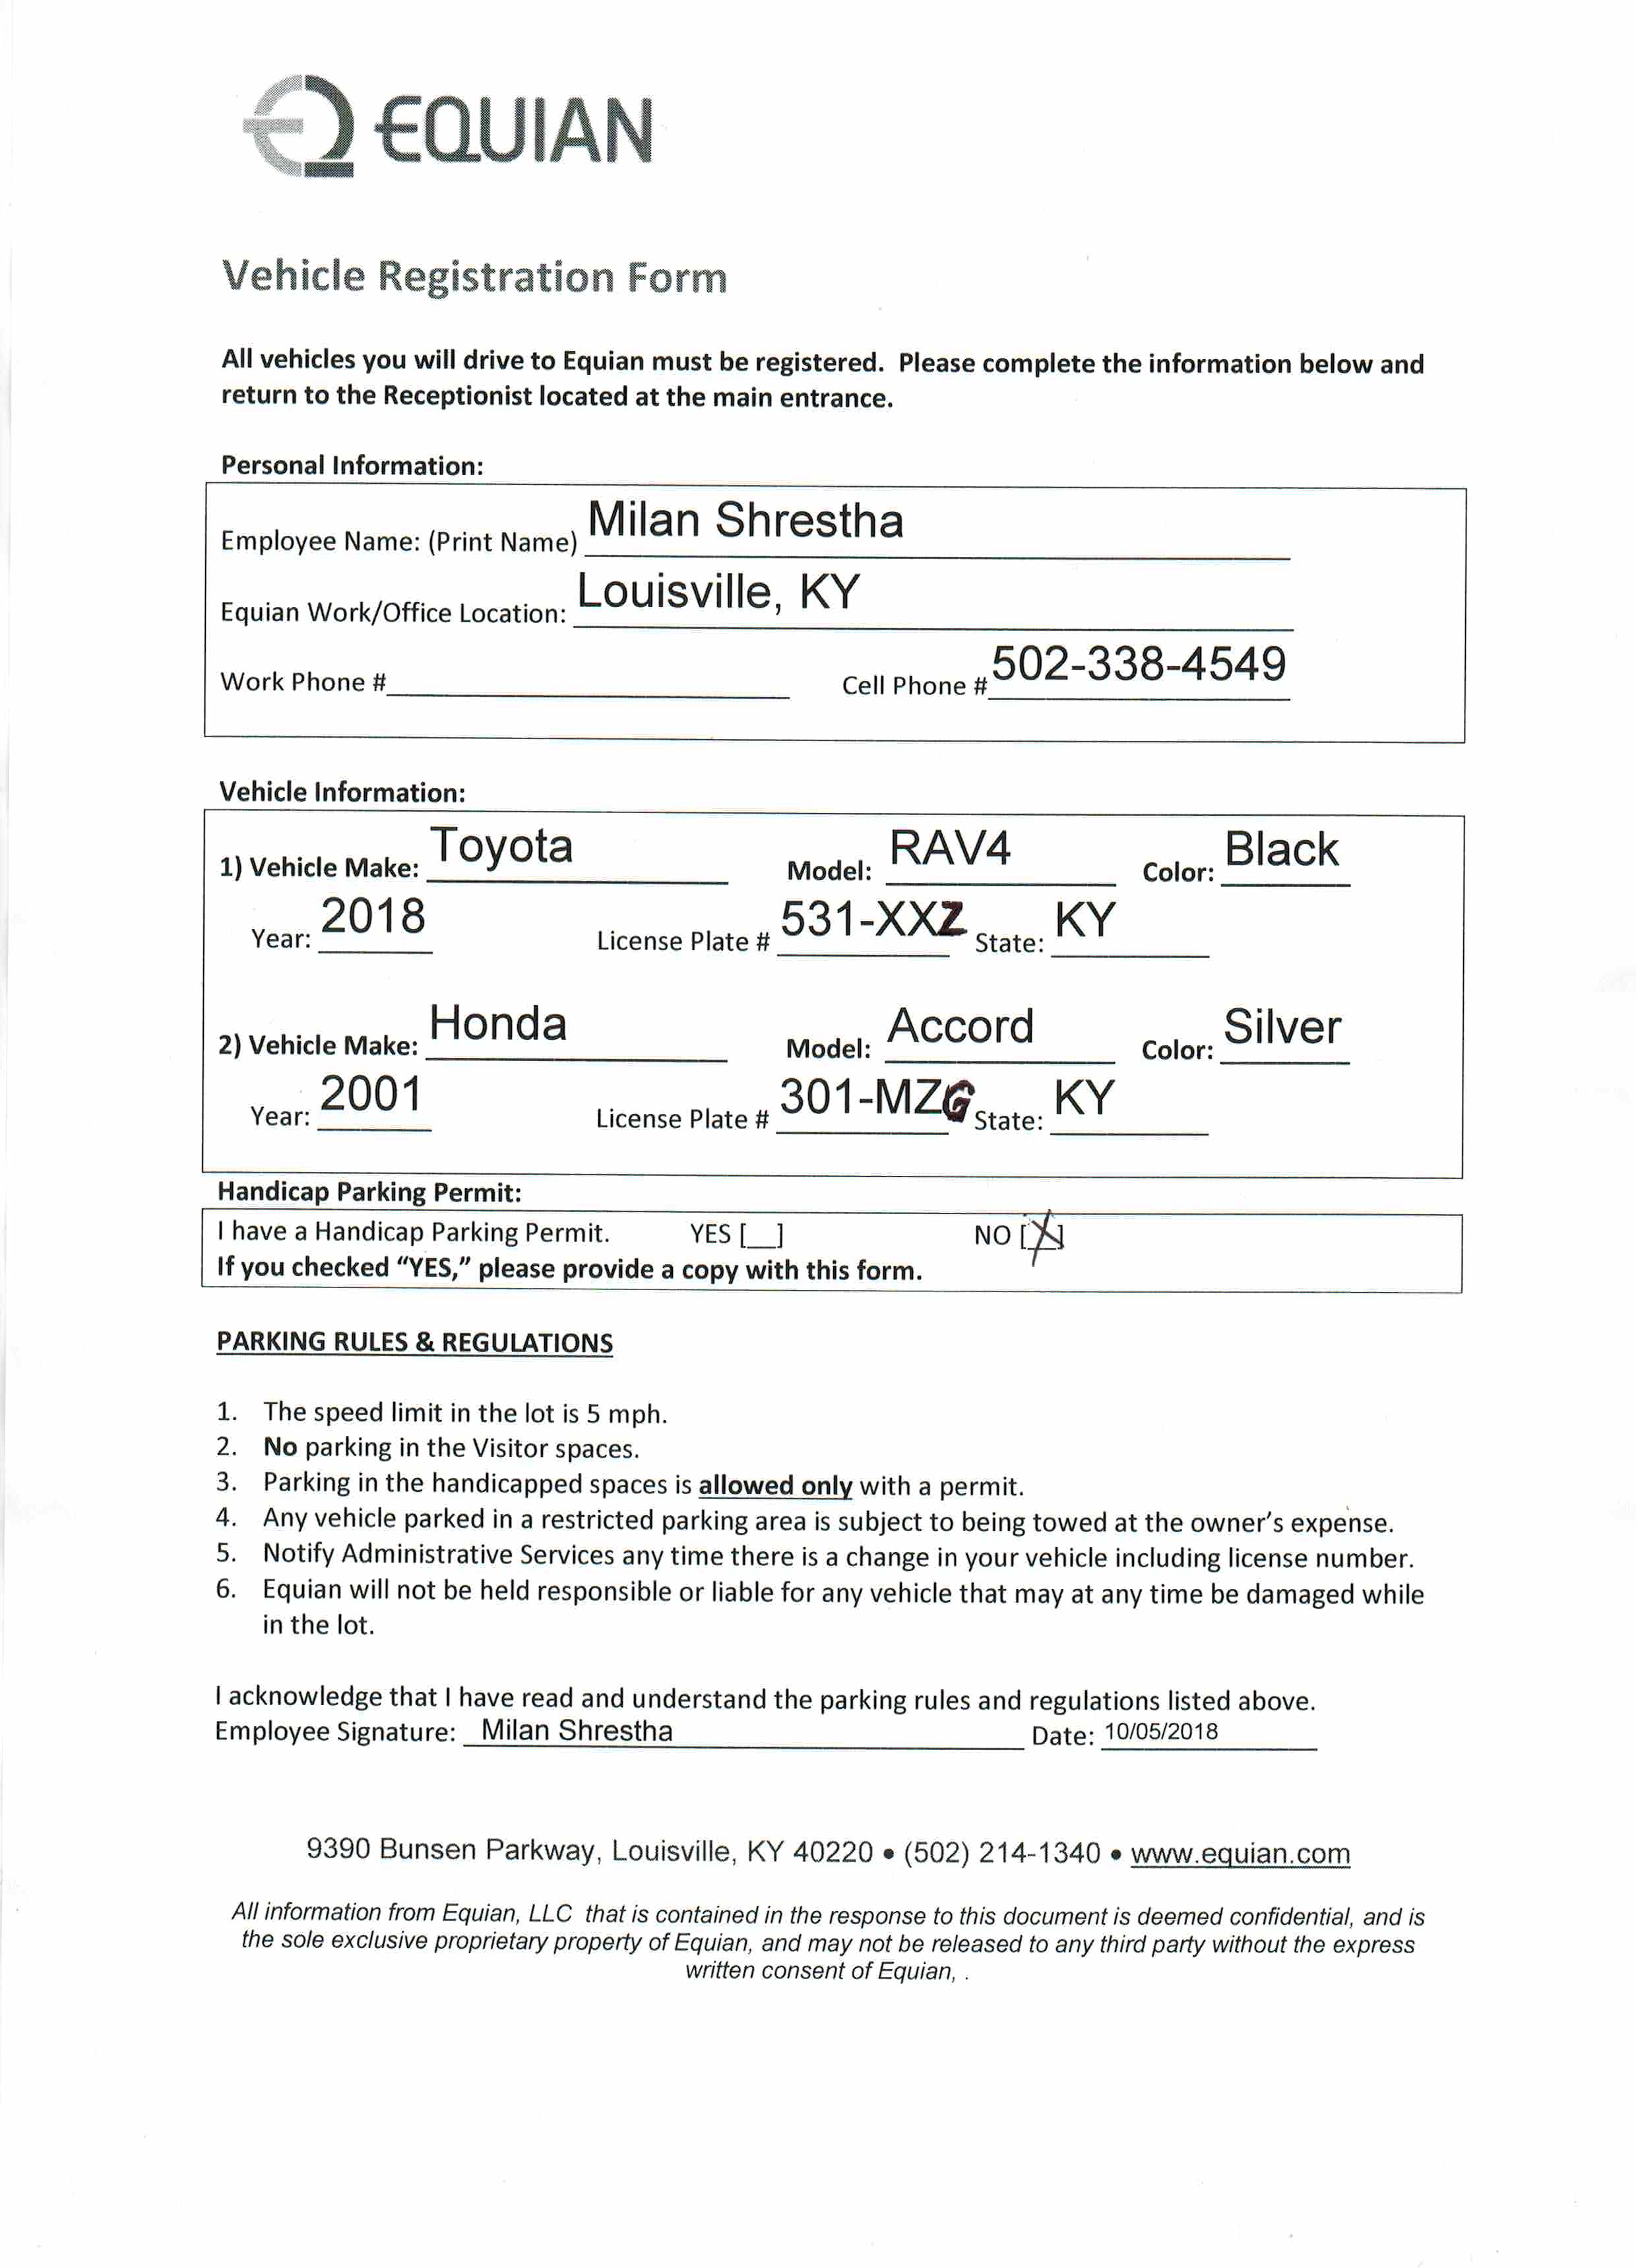 EQUIAN
Vehicle Registration Form
All vehicles you will drive to Equian must be registered. Please complete the information below and
return to the Receptionist located at the main entrance.
Personal Information:
Employee Name: (Print Name) Milan Shrestha
Equian Work/Office Location: Louisville, KY
Work Phone # Cell Phone # 502-338-4549
Vehicle Information:
1) Vehicle Make: Toyota Model: RAV4 Color: Black
Year: 2018 License Plate # 531-XXZ State: KY
2) Vehicle Make: Honda Model: Accord Color: Silver
Year: 2001 License Plate # 301-MZG State: KY
Handicap Parking Permit:
I have a Handicap Parking Permit. YES [__] NO [X]
If you checked “YES,” please provide a copy with this form.
PARKING RULES & REGULATIONS
1. The speed limit in the lot is 5 mph.
2. No parking in the Visitor spaces.
3. Parking in the handicapped spaces is allowed only with a permit.
4. Any vehicle parked in a restricted parking area is subject to being towed at the owner’s expense.
5. Notify Administrative Services any time there is a change in your vehicle including license number.
6. Equian will not be held responsible or liable for any vehicle that may at any time be damaged while
in the lot.
I acknowledge that I have read and understand the parking rules and regulations listed above.
Employee Signature: Milan Shrestha Date: 10/05/2018
9390 Bunsen Parkway, Louisville, KY 40220 • (502) 214-1340 • www.equian.com
All information from Equian, LLC that is contained in the response to this document is deemed confidential, and is
the sole exclusive proprietary property of Equian, and may not be released to any third party without the express
written consent of Equian, .